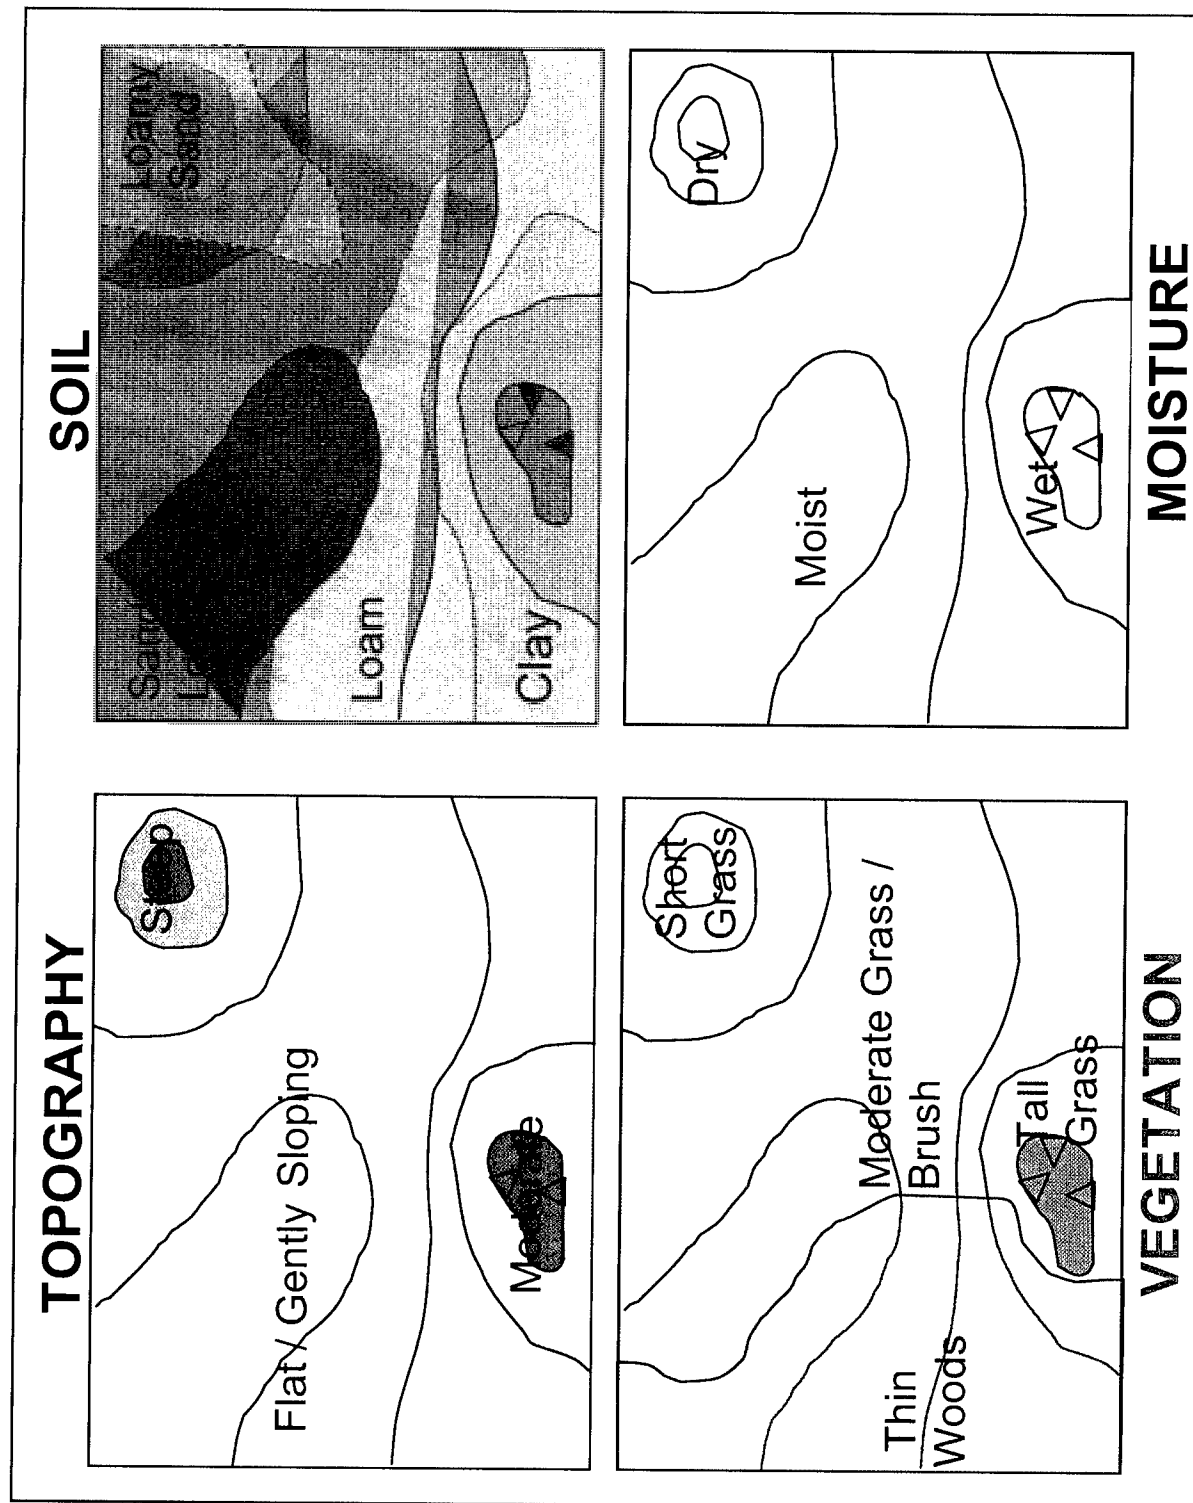 TOPOGRAPHY
Steep
Flat / Gently Sloping
Moderate
SOIL
Loamy
Sand
Loam
Clay
Short
Grass
Moderate Grass /
Brush
Thin
Woods
Tall
Grass
VEGETATION
Dry
Moist
Wet
MOISTURE